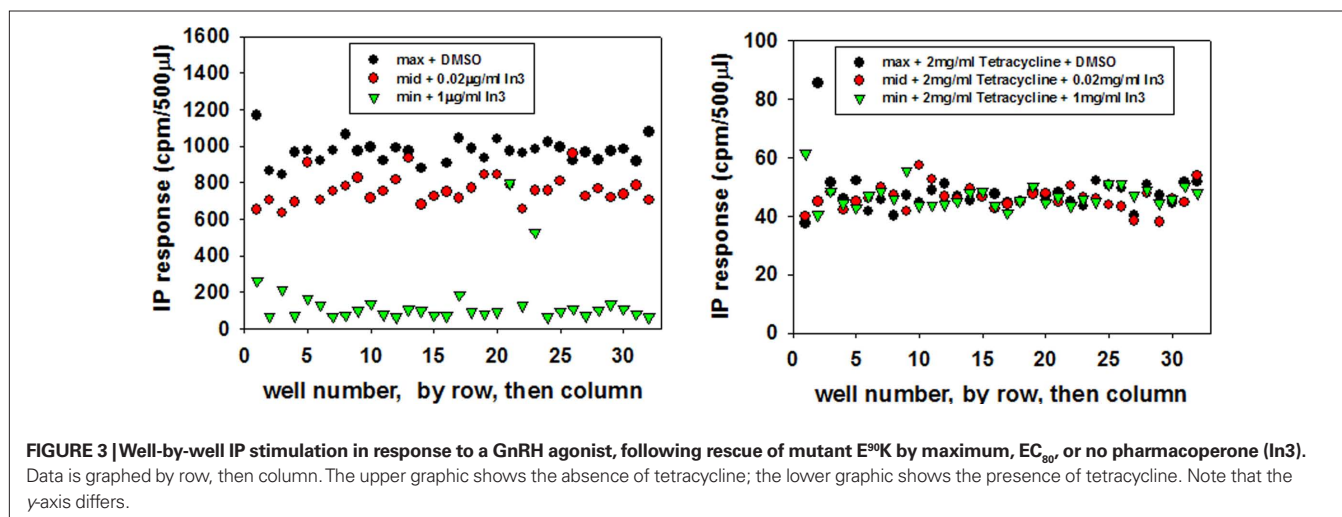 1600
1400
1200
1000
800
600
400
200
0
IP response (cpm/500µl)
max + DMSO
mid + 0.02µg/ml In3
min + 1µg/ml In3
0 5 10 15 20 25 30
well number, by row, then column
100
80
60
40
20
0
IP response (cpm/500µl)
max + 2mg/ml Tetracycline + DMSO
mid + 2mg/ml Tetracycline + 0.02mg/ml In3
min + 2mg/ml Tetracycline + 1mg/ml In3
0 5 10 15 20 25 30
well number, by row, then column
FIGURE 3 | Well-by-well IP stimulation in response to a GnRH agonist, following rescue of mutant E⁹⁰K by maximum, EC₈₀, or no pharmacoperone (In3).
Data is graphed by row, then column. The upper graphic shows the absence of tetracycline; the lower graphic shows the presence of tetracycline. Note that the
y-axis differs.